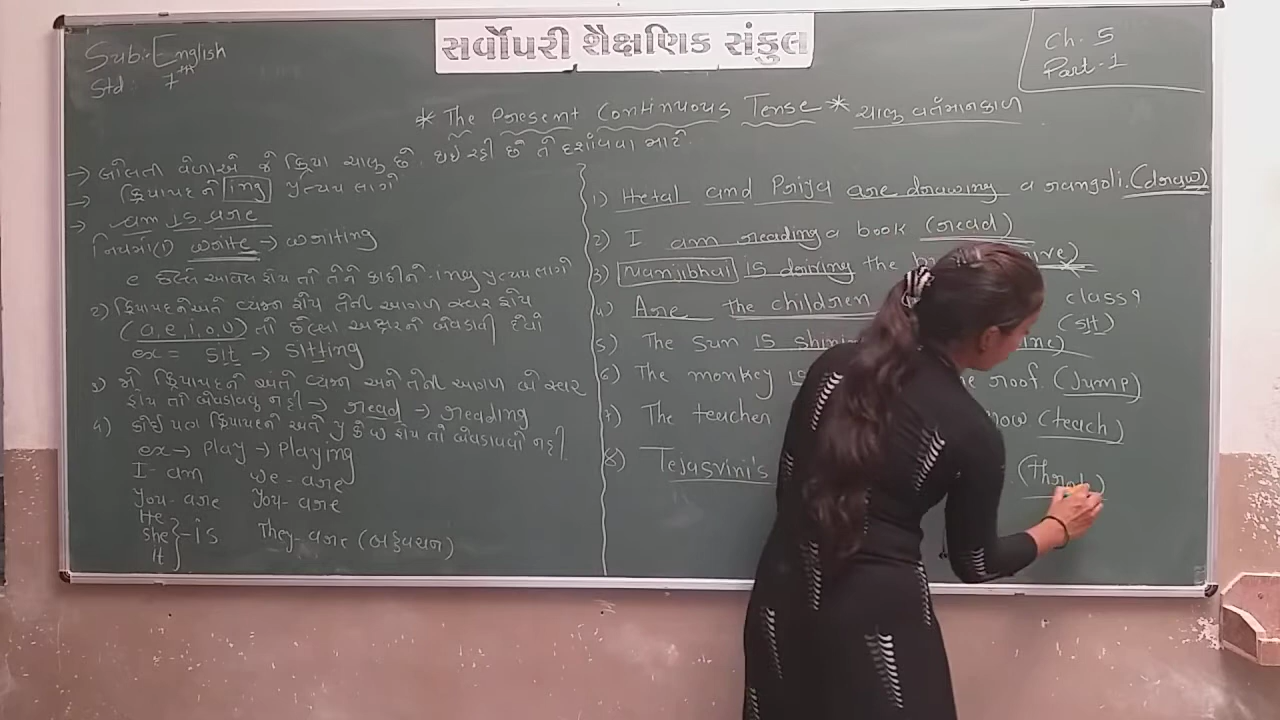 સર્વોપરી શૈક્ષણિક સંકુલ
Sub:- English
Std: 7th
Ch. 5
Part-1
* The Present Continuous Tense * ચાલુ વર્તમાનકાળ
→ બોલતી વેળાએ જે ક્રિયા ચાલુ છે. થઈ રહી છે તે દર્શાવવા માટે.
→ ક્રિયાપદને ing પ્રત્યય લાગે
→ am is are
નિયમો(1) write → writing
e છેલ્લે આવેલ હોય તો તેને કાઢીને ing પ્રત્યય લાગે
2) ક્રિયાપદને અંતે વ્યંજન હોય તેની આગળ સ્વર હોય
(a, e, i, o, u) તો છેલ્લા અક્ષરનો બેવડાવી દેવો
ex = sit → sitting
3) જો ક્રિયાપદને અંતે વ્યંજન અને તેની આગળ બે સ્વર
હોય તો બેવડાવવું નહી → read → reading
4) કોઈ પણ ક્રિયાપદને અંતે y કે w હોય તો બેવડાવવો નહી.
ex → Play → Playing
I - am we - are
You - are You - are
He
She } - is They - are (બહુવચન)
It
1) Hetal and Priya are drawing a rangoli. (draw)
2) I am reading a book (read)
3) Manjibhai is driving the
4) Are the children class?
(sit)
5) The Sun is shining
6) The monkey roof. (Jump)
7) The teacher now (teach)
8) Tejasvini's